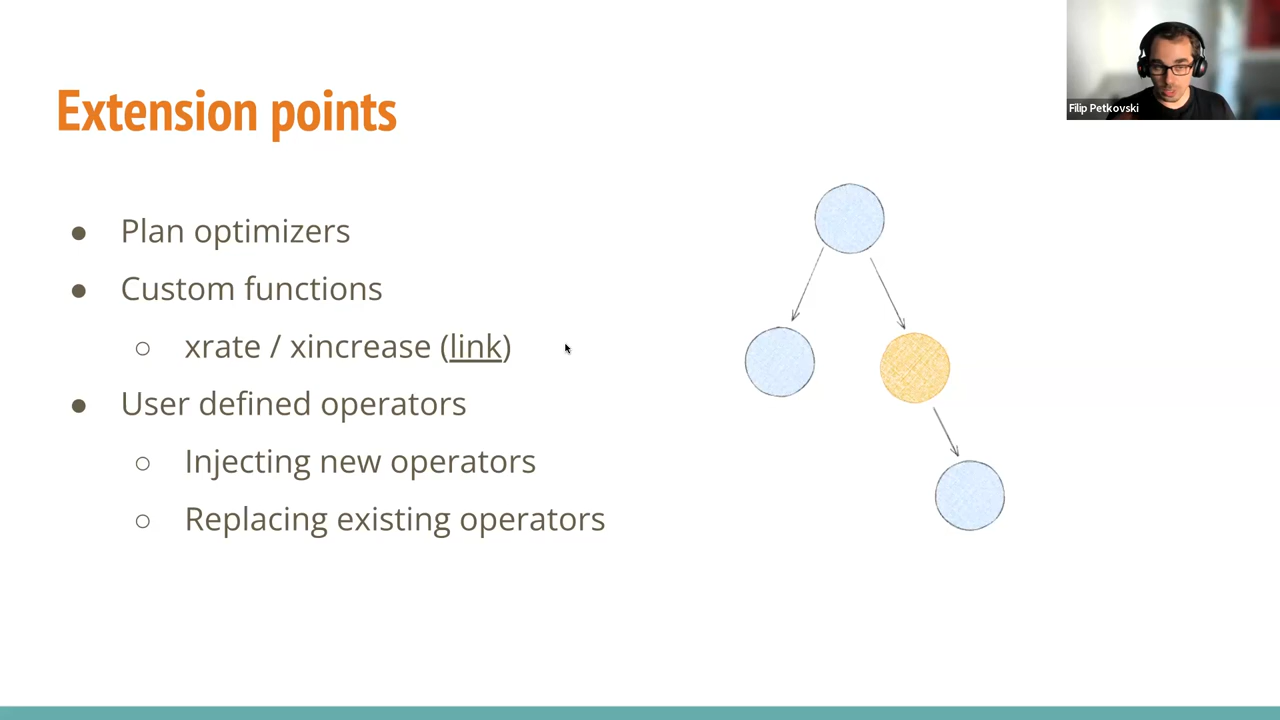 Extension points
Filip Petkovski
● Plan optimizers
● Custom functions
○ xrate / xincrease (link)
● User defined operators
○ Injecting new operators
○ Replacing existing operators